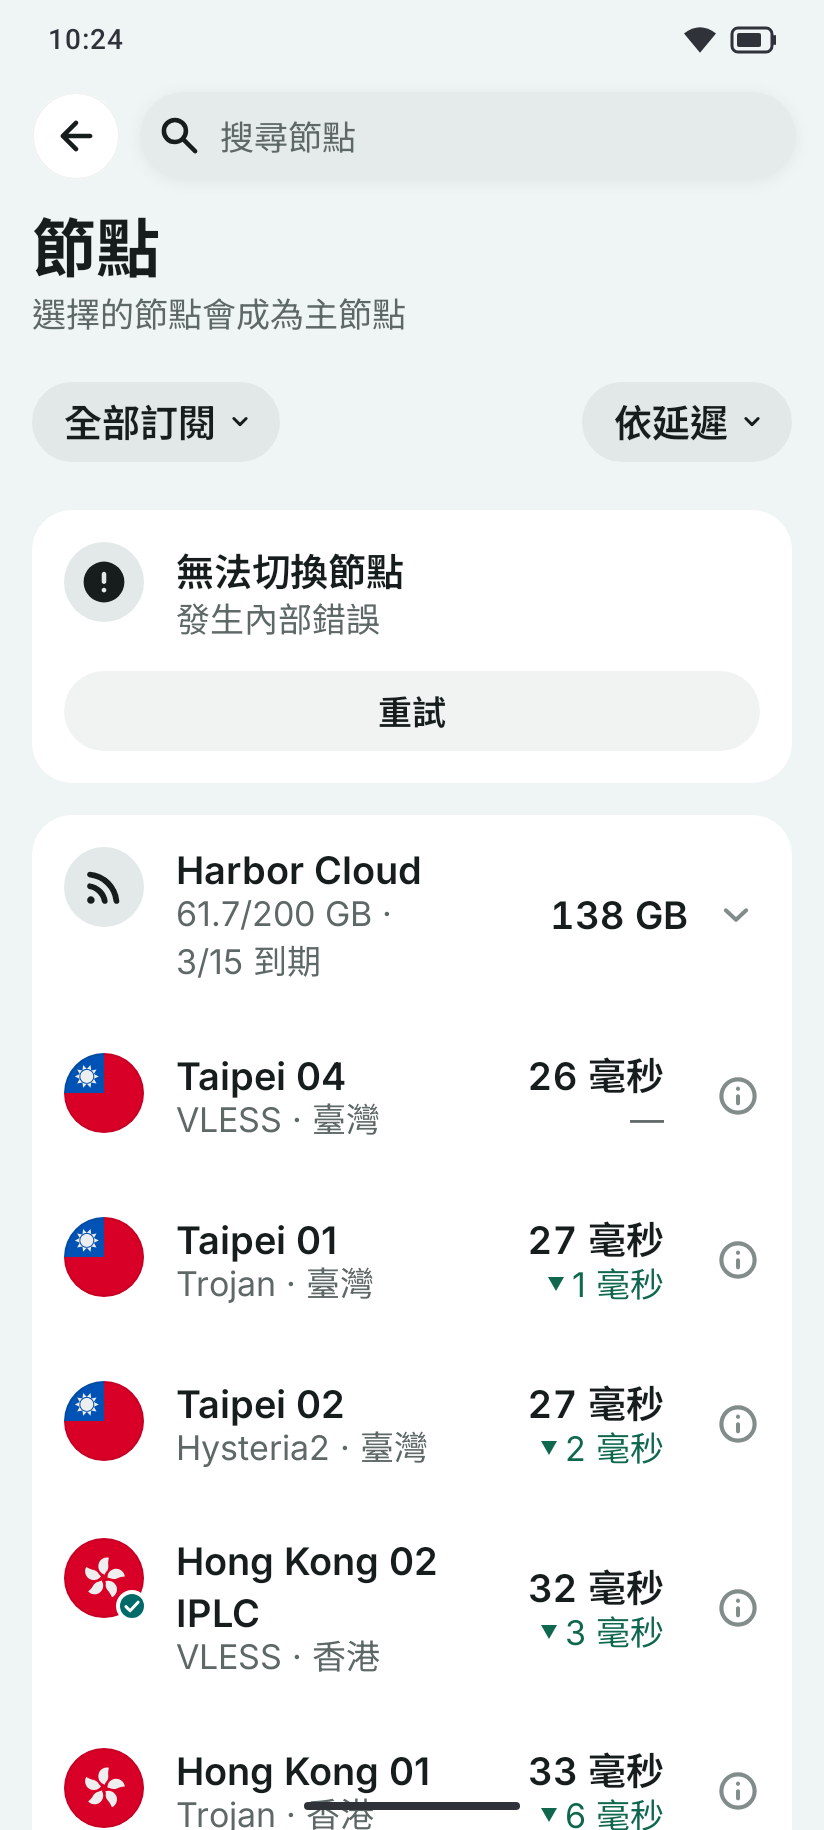 10:24
搜尋節點
節點
選擇的節點會成為主節點
全部訂閱
依延遲
無法切換節點
發生內部錯誤
重試
Harbor Cloud
61.7/200 GB ·
3/15 到期
138 GB
Taipei 04
VLESS · 臺灣
26 毫秒
—
Taipei 01
Trojan · 臺灣
27 毫秒
▼1 毫秒
Taipei 02
Hysteria2 · 臺灣
27 毫秒
▼2 毫秒
Hong Kong 02
IPLC
VLESS · 香港
32 毫秒
▼3 毫秒
Hong Kong 01
Trojan · 香港
33 毫秒
▼6 毫秒